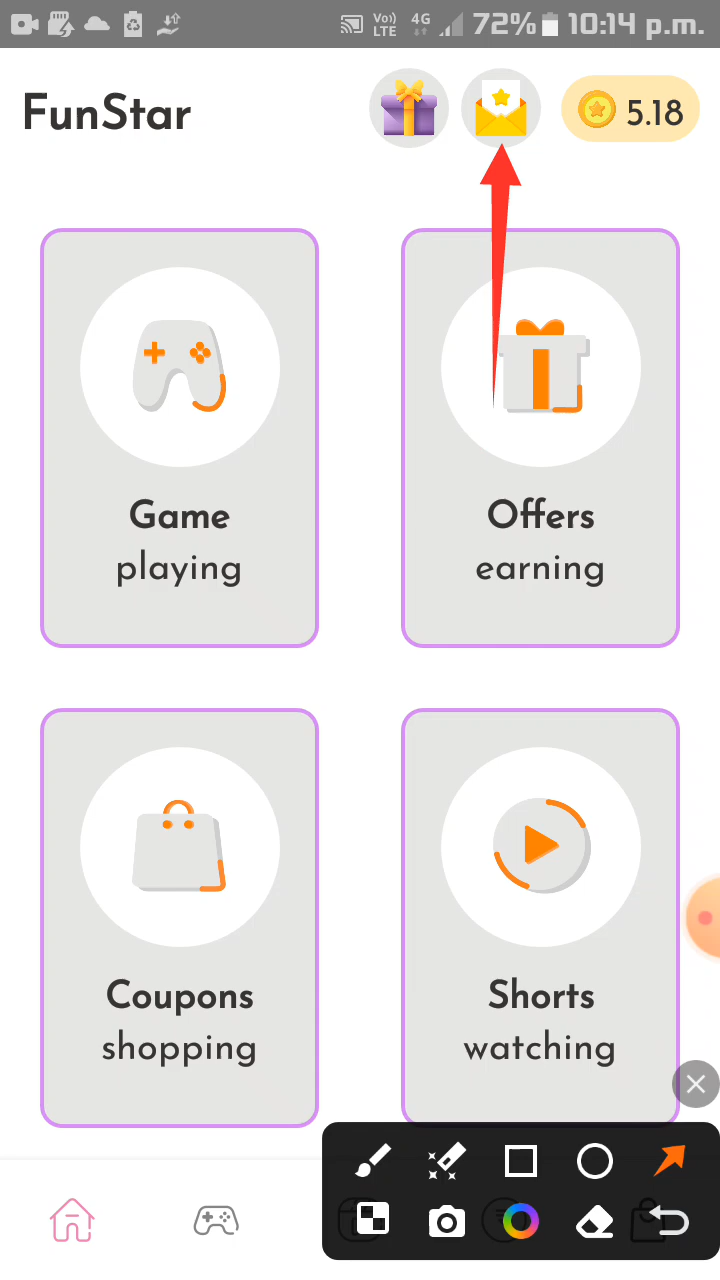 Vo)) 4G 72% 10:14 p.m.
LTE
FunStar
5.18
Game
playing
Offers
earning
Coupons
shopping
Shorts
watching